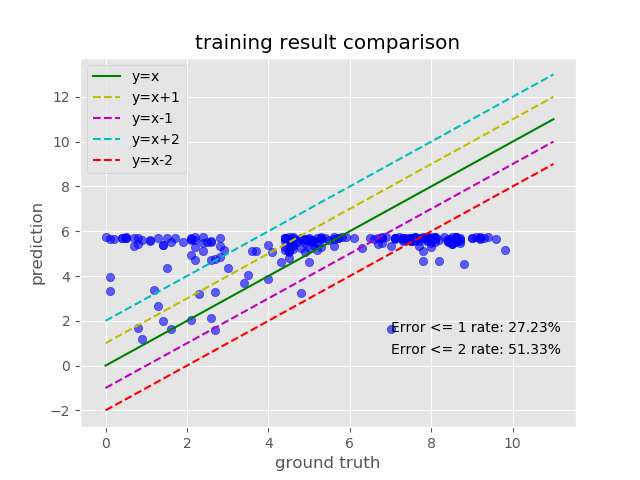 training result comparison
y=x
y=x+1
y=x-1
y=x+2
y=x-2
12
10
8
6
4
2
0
−2
prediction
Error <= 1 rate: 27.23%
Error <= 2 rate: 51.33%
0 2 4 6 8 10
ground truth